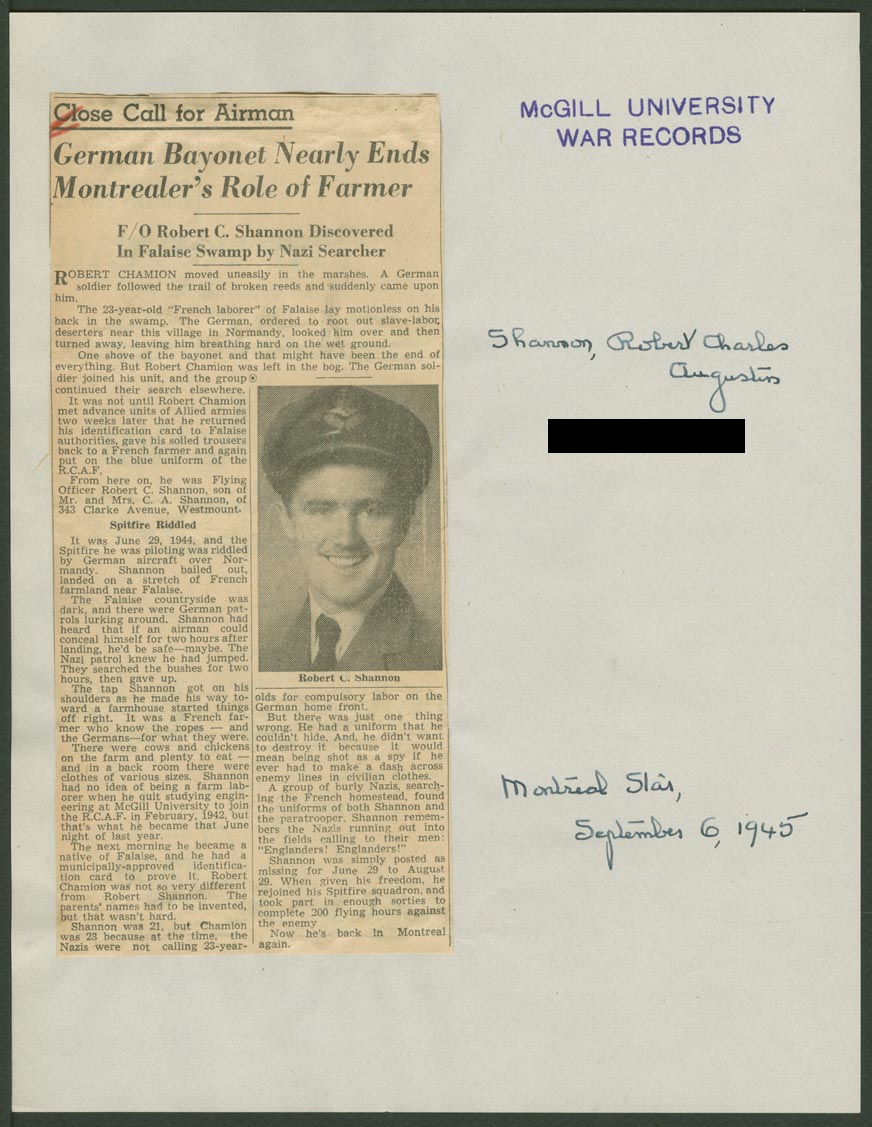 Close Call for Airman
German Bayonet Nearly Ends
Montrealer's Role of Farmer
F/O Robert C. Shannon Discovered
In Falaise Swamp by Nazi Searcher
ROBERT CHAMION moved uneasily in the marshes. A German
soldier followed the trail of broken reeds and suddenly came upon
him.
The 23-year-old "French laborer" of Falaise lay motionless on his
back in the swamp. The German, ordered to root out slave-labor
deserters near this village in Normandy, looked him over and then
turned away, leaving him breathing hard on the wet ground.
One shove of the bayonet and that might have been the end of
everything. But Robert Chamion was left in the bog. The German sol-
dier joined his unit, and the group
continued their search elsewhere.
It was not until Robert Chamion
met advance units of Allied armies
two weeks later that he returned
his identification card to Falaise
authorities, gave his soiled trousers
back to a French farmer and again
put on the blue uniform of the
R.C.A.F.
From here on, he was Flying
Officer Robert C. Shannon, son of
Mr. and Mrs. C. A. Shannon, of
343 Clarke Avenue, Westmount.
Spitfire Riddled
It was June 29, 1944, and the
Spitfire he was piloting was riddled
by German aircraft over Nor-
mandy. Shannon bailed out,
landed on a stretch of French
farmland near Falaise.
The Falaise countryside was
dark, and there were German pat-
rols lurking around. Shannon had
heard that if an airman could
conceal himself for two hours after
landing, he'd be safe—maybe. The
Nazi patrol knew he had jumped.
They searched the bushes for two
hours, then gave up.
The tap Shannon got on his
shoulders as he made his way to-
ward a farmhouse started things
off right. It was a French far-
mer who know the ropes — and
the Germans—for what they were.
There were cows and chickens
on the farm and plenty to eat —
and in a back room there were
clothes of various sizes. Shannon
had no idea of being a farm lab-
orer when he quit studying engin-
eering at McGill University to join
the R.C.A.F. in February, 1942, but
that's what he became that June
night of last year.
The next morning he became a
native of Falaise, and he had a
municipally-approved identifica-
tion card to prove it. Robert
Chamion was not so very different
from Robert Shannon. The
parents' names had to be invented,
but that wasn't hard.
Shannon was 21, but Chamion
was 23 because at the time, the
Nazis were not calling 23-year-
Robert C. Shannon
olds for compulsory labor on the
German home front.
But there was just one thing
wrong. He had a uniform that he
couldn't hide. And, he didn't want
to destroy it because it would
mean being shot as a spy if he
ever had to make a dash across
enemy lines in civilian clothes.
A group of burly Nazis, search-
ing the French homestead, found
the uniforms of both Shannon and
the paratrooper. Shannon remem-
bers the Nazis running out into
the fields calling to their men:
"Englanders! Englanders!"
Shannon was simply posted as
missing for June 29 to August
29. When given his freedom, he
rejoined his Spitfire squadron, and
took part in enough sorties to
complete 200 flying hours against
the enemy
Now he's back in Montreal
again.
McGILL UNIVERSITY
WAR RECORDS
Shannon, Robert Charles
Augustin
Montreal Star,
September 6, 1945